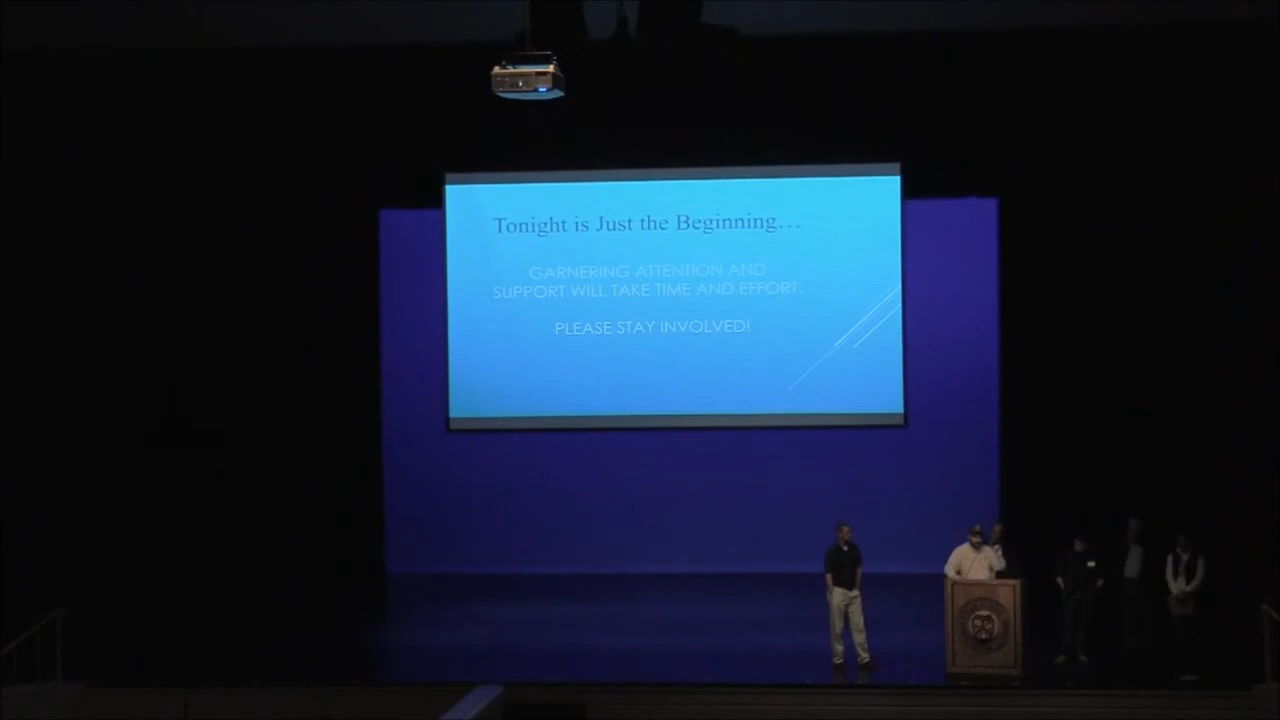 Tonight is Just the Beginning...
GARNERING ATTENTION AND
SUPPORT WILL TAKE TIME AND EFFORT.
PLEASE STAY INVOLVED!